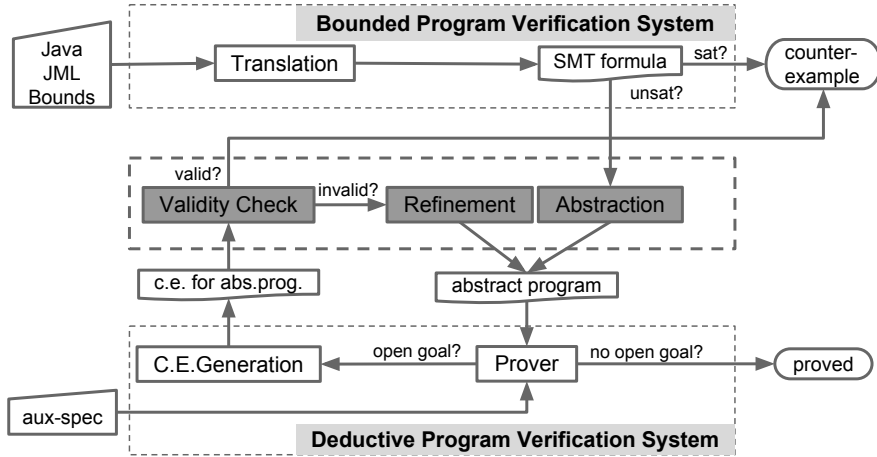 Bounded Program Verification System
Java
JML
Bounds
Translation
SMT formula
sat?
counter-
example
unsat?
valid?
Validity Check
invalid?
Refinement
Abstraction
c.e. for abs.prog.
abstract program
C.E.Generation
open goal?
Prover
no open goal?
proved
aux-spec
Deductive Program Verification System